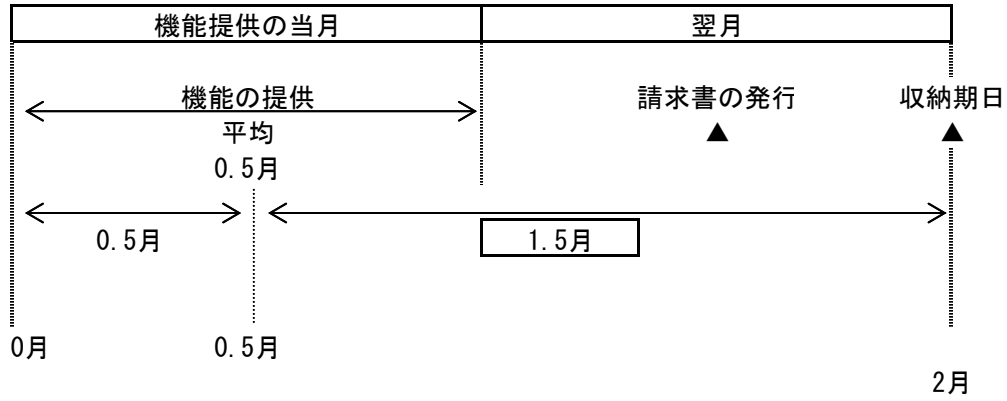 機能提供の当月 翌月
機能の提供 請求書の発行 収納期日
平均 ▲ ▲
0.5月
0.5月 1.5月
0月 0.5月
2月